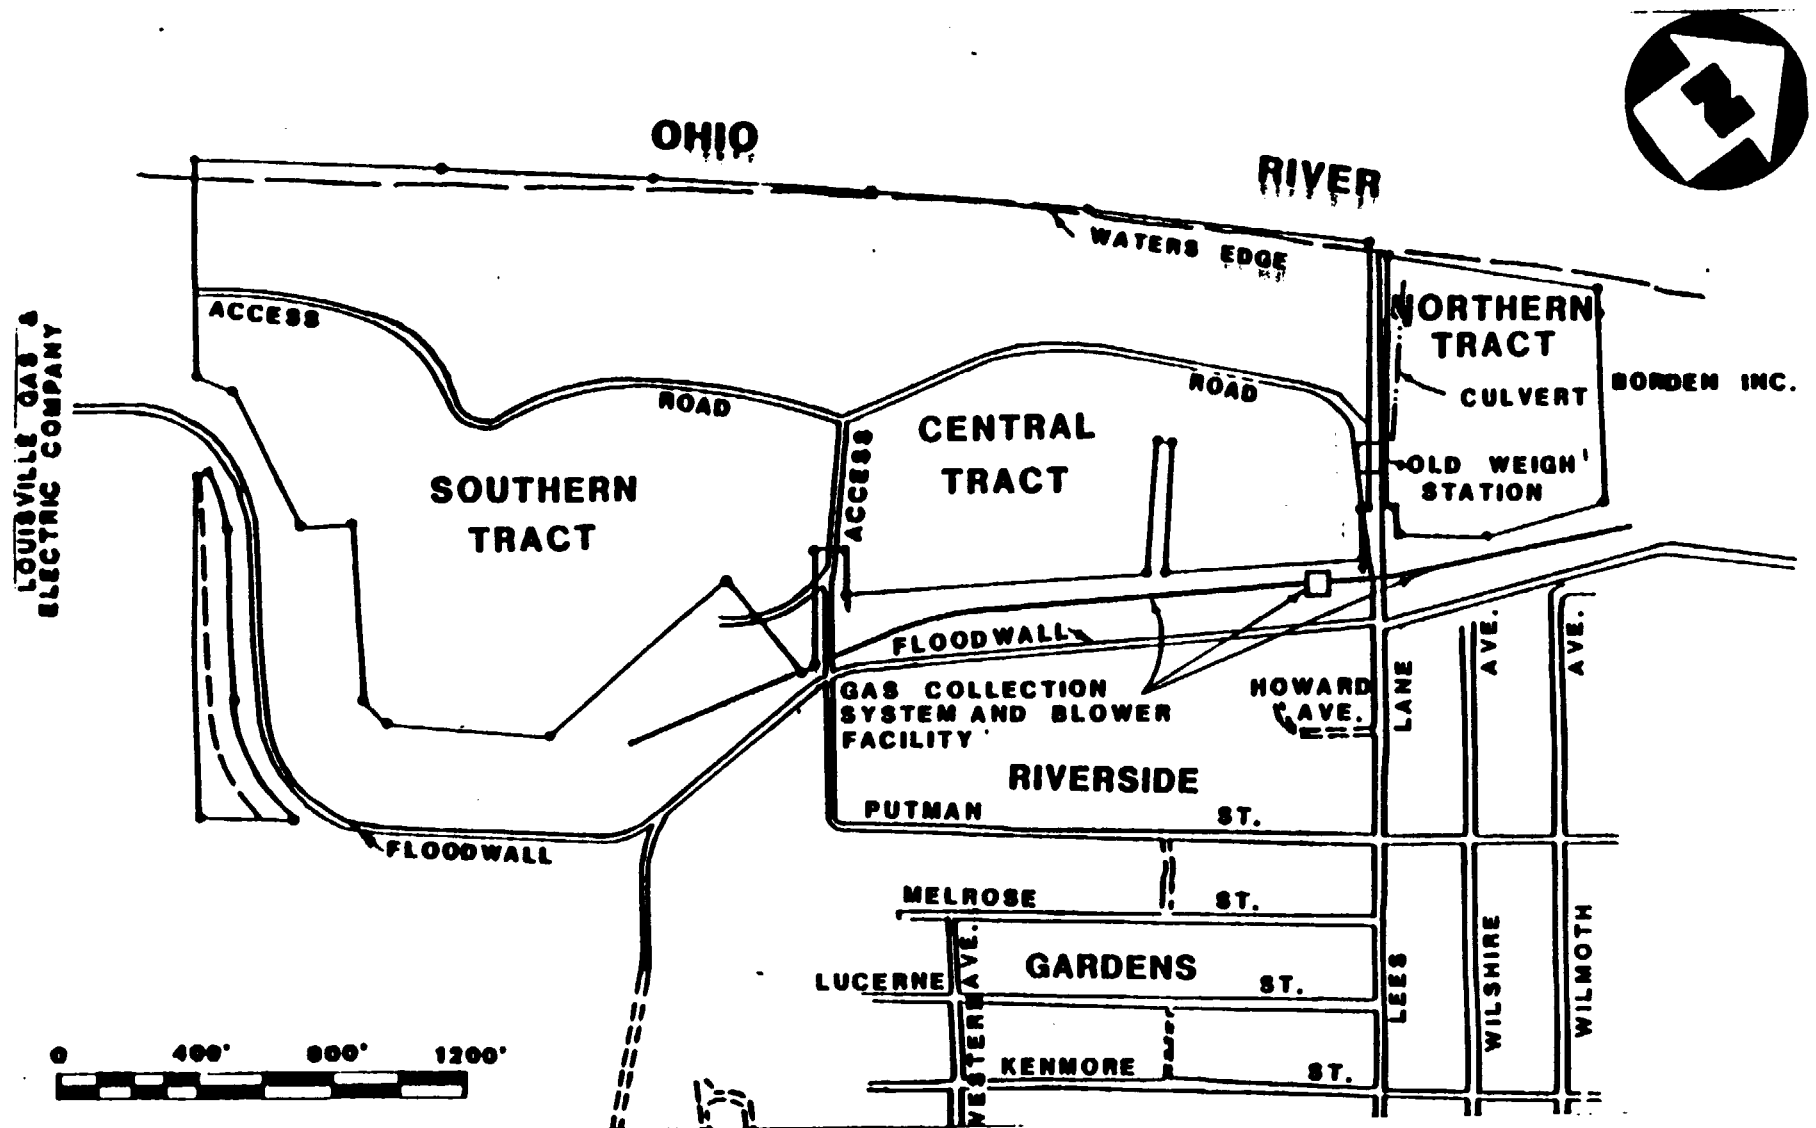 N
OHIO
RIVER
WATERS EDGE
NORTHERN
TRACT
ACCESS
ROAD
ROAD
CULVERT
BORDEN INC.
LOUISVILLE GAS &
ELECTRIC COMPANY
CENTRAL
TRACT
ACCESS
OLD WEIGH
STATION
SOUTHERN
TRACT
FLOODWALL
GAS COLLECTION
SYSTEM AND BLOWER
FACILITY
HOWARD
AVE.
LANE
AVE.
AVE.
RIVERSIDE
PUTMAN ST.
FLOODWALL
MELROSE ST.
WESTERN AVE.
GARDENS
LUCERNE ST.
LEES
WILSHIRE
WILMOTH
KENMORE ST.
0 400' 800' 1200'